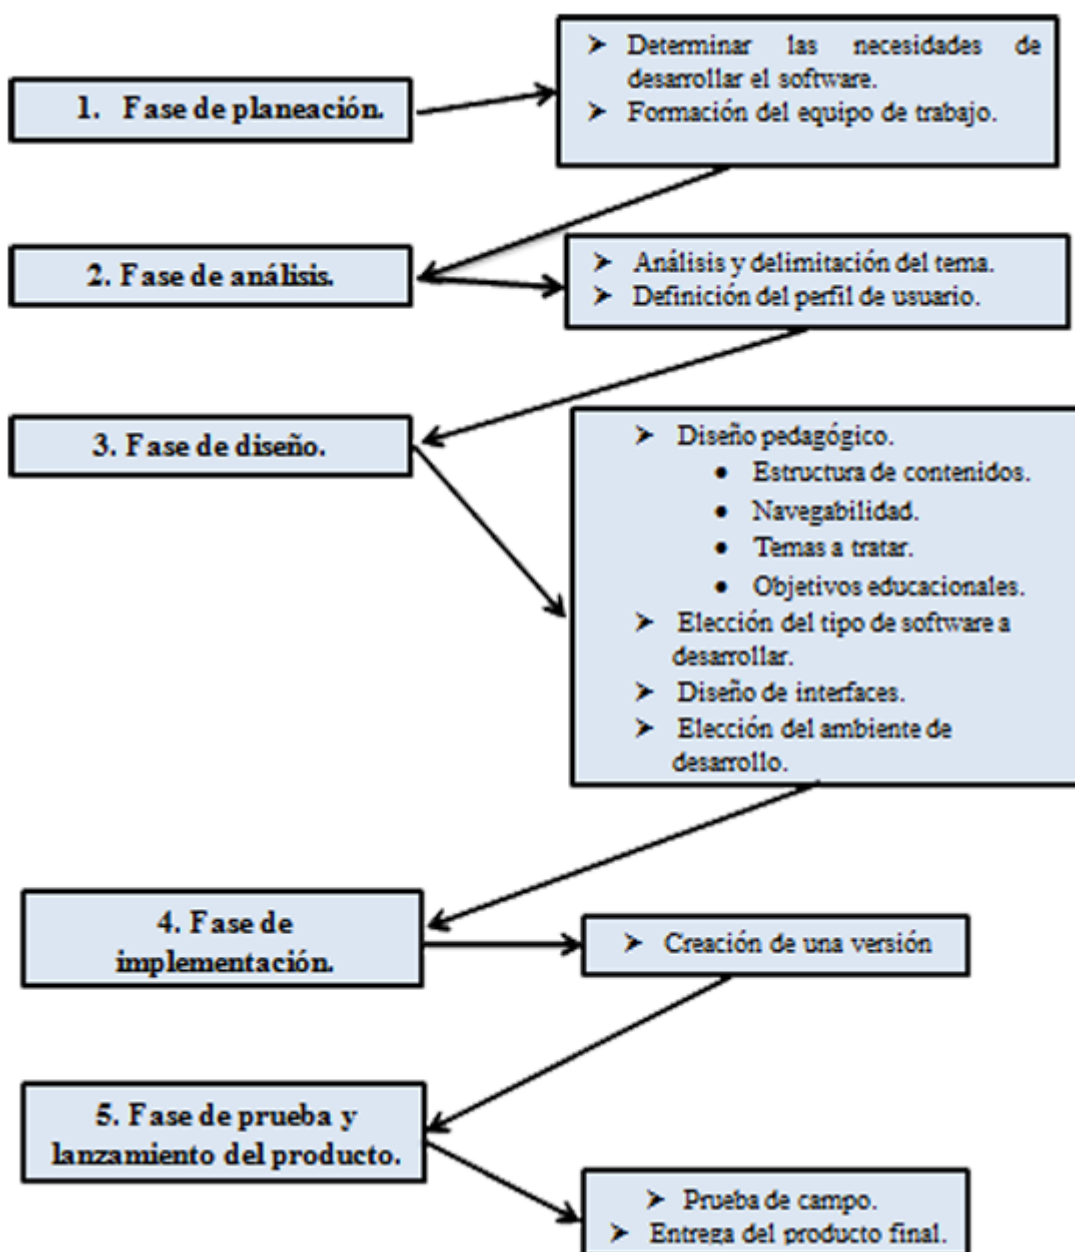 ➤ Determinar las necesidades de
desarrollar el software.
➤ Formación del equipo de trabajo.
1. Fase de planeación.
2. Fase de análisis.
➤ Análisis y delimitación del tema.
➤ Definición del perfil de usuario.
3. Fase de diseño.
➤ Diseño pedagógico.
• Estructura de contenidos.
• Navegabilidad.
• Temas a tratar.
• Objetivos educacionales.
➤ Elección del tipo de software a
desarrollar.
➤ Diseño de interfaces.
➤ Elección del ambiente de
desarrollo.
4. Fase de
implementación.
➤ Creación de una versión
5. Fase de prueba y
lanzamiento del producto.
➤ Prueba de campo.
➤ Entrega del producto final.